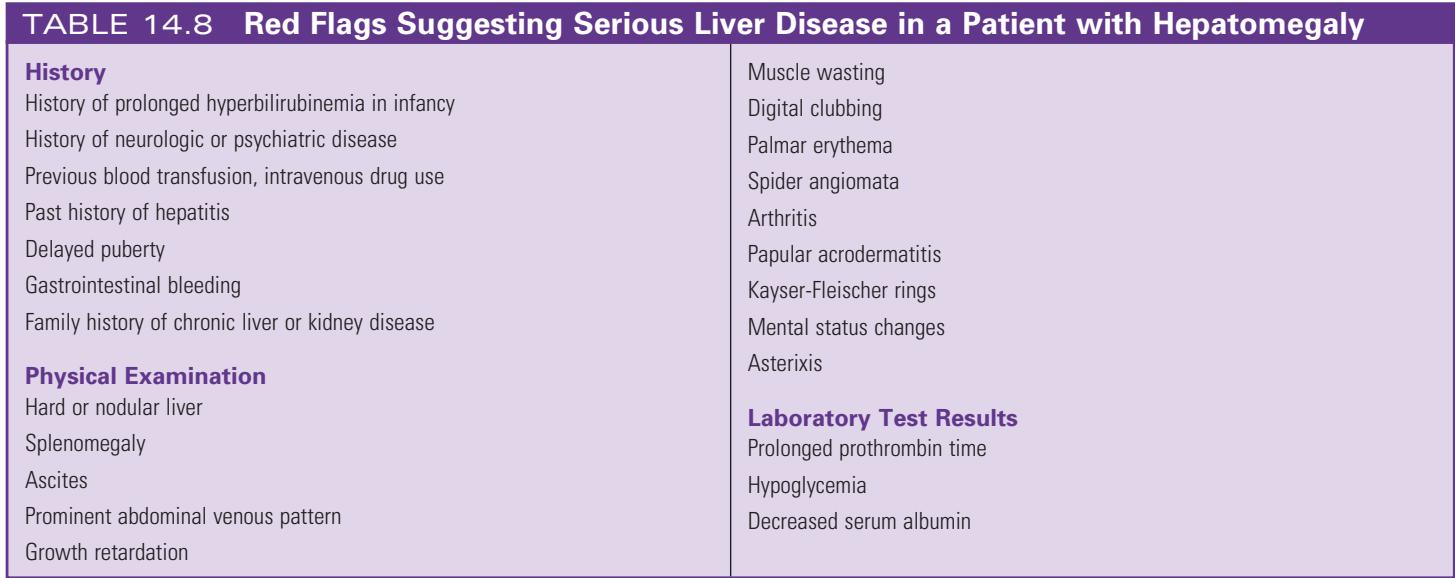 TABLE 14.8 Red Flags Suggesting Serious Liver Disease in a Patient with Hepatomegaly
History
History of prolonged hyperbilirubinemia in infancy
History of neurologic or psychiatric disease
Previous blood transfusion, intravenous drug use
Past history of hepatitis
Delayed puberty
Gastrointestinal bleeding
Family history of chronic liver or kidney disease
Physical Examination
Hard or nodular liver
Splenomegaly
Ascites
Prominent abdominal venous pattern
Growth retardation
Muscle wasting
Digital clubbing
Palmar erythema
Spider angiomata
Arthritis
Papular acrodermatitis
Kayser-Fleischer rings
Mental status changes
Asterixis
Laboratory Test Results
Prolonged prothrombin time
Hypoglycemia
Decreased serum albumin